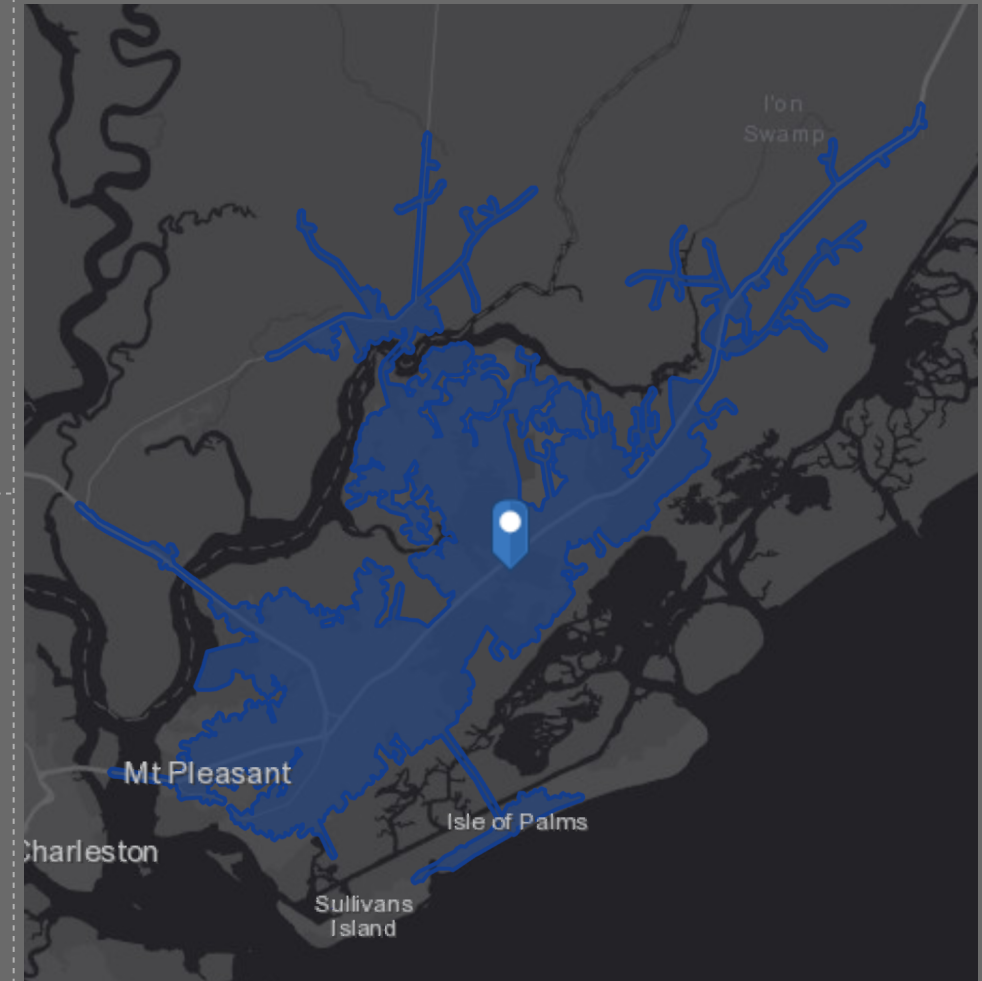 I'on
Swamp
Mt Pleasant
Isle of Palms
Charleston
Sullivans
Island